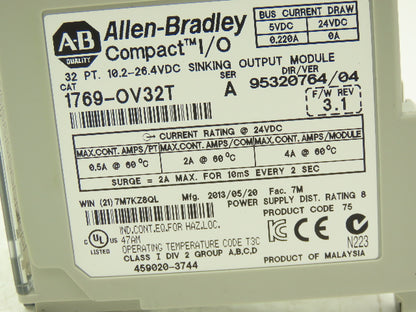 AB
QUALITY
Allen-Bradley
Compact™ I/O
BUS CURRENT DRAW
5VDC 24VDC
0.220A 0A
32 PT. 10.2-26.4VDC SINKING OUTPUT MODULE
CAT SER DIR/VER
1769-OV32T A 95320764/04
F/W REV
3.1
CURRENT RATING @ 24VDC
MAX.CONT. AMPS/PT MAX.CONT. AMPS/COM MAX.CONT. AMPS/MODULE
0.5A @ 60°C 2A @ 60°C 4A @ 60°C
SURGE = 2A MAX. FOR 10MS EVERY 2 SEC
WIN (21) 7M7KZ8QL Mfg. 2013/05/20 Fac. 7M
POWER SUPPLY DIST. RATING 8
PRODUCT CODE 75
IND.CONT.EQ.FOR HAZ.LOC.
47AM
OPERATING TEMPERATURE CODE T3C
C UL US LISTED
CLASS I DIV 2 GROUP A,B,C,D
459020-3744
CE
N223
PRODUCT OF MALAYSIA